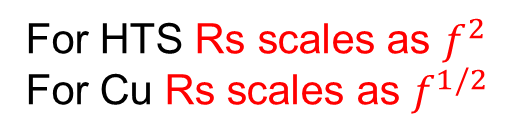 For HTS Rs scales as $f^2$
For Cu Rs scales as $f^{1/2}$